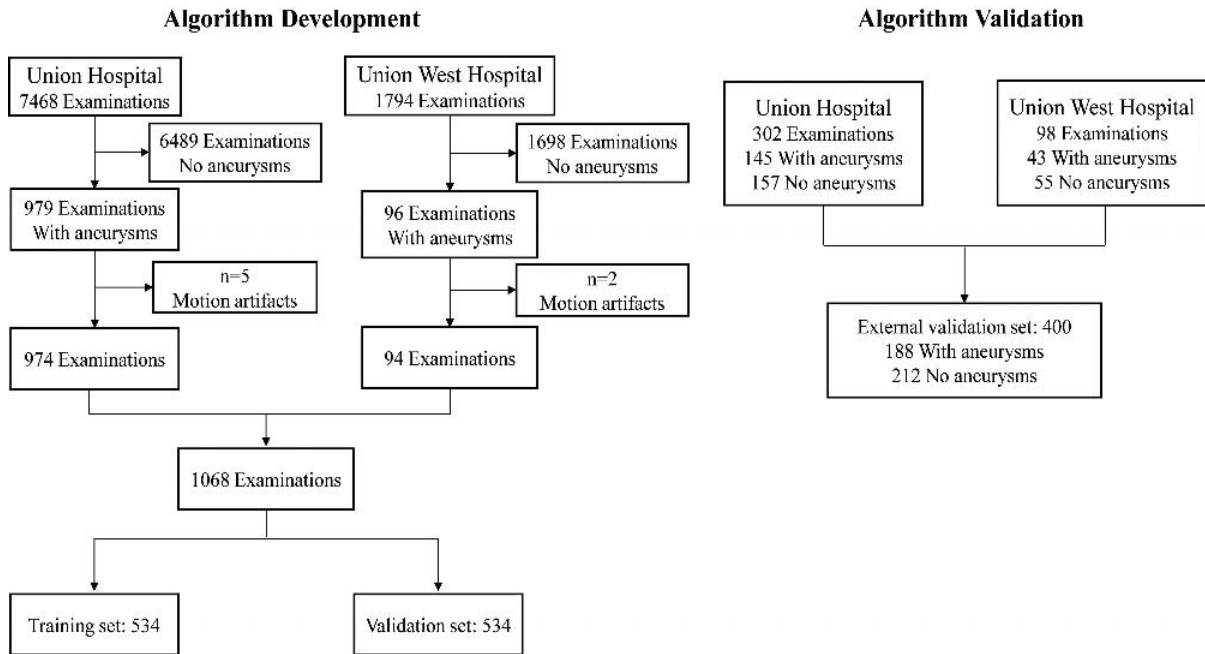 Algorithm Development
Union Hospital
7468 Examinations
6489 Examinations
No aneurysms
979 Examinations
With aneurysms
n=5
Motion artifacts
974 Examinations
Union West Hospital
1794 Examinations
1698 Examinations
No aneurysms
96 Examinations
With aneurysms
n=2
Motion artifacts
94 Examinations
1068 Examinations
Training set: 534
Validation set: 534
Algorithm Validation
Union Hospital
302 Examinations
145 With aneurysms
157 No aneurysms
Union West Hospital
98 Examinations
43 With aneurysms
55 No aneurysms
External validation set: 400
188 With aneurysms
212 No aneurysms